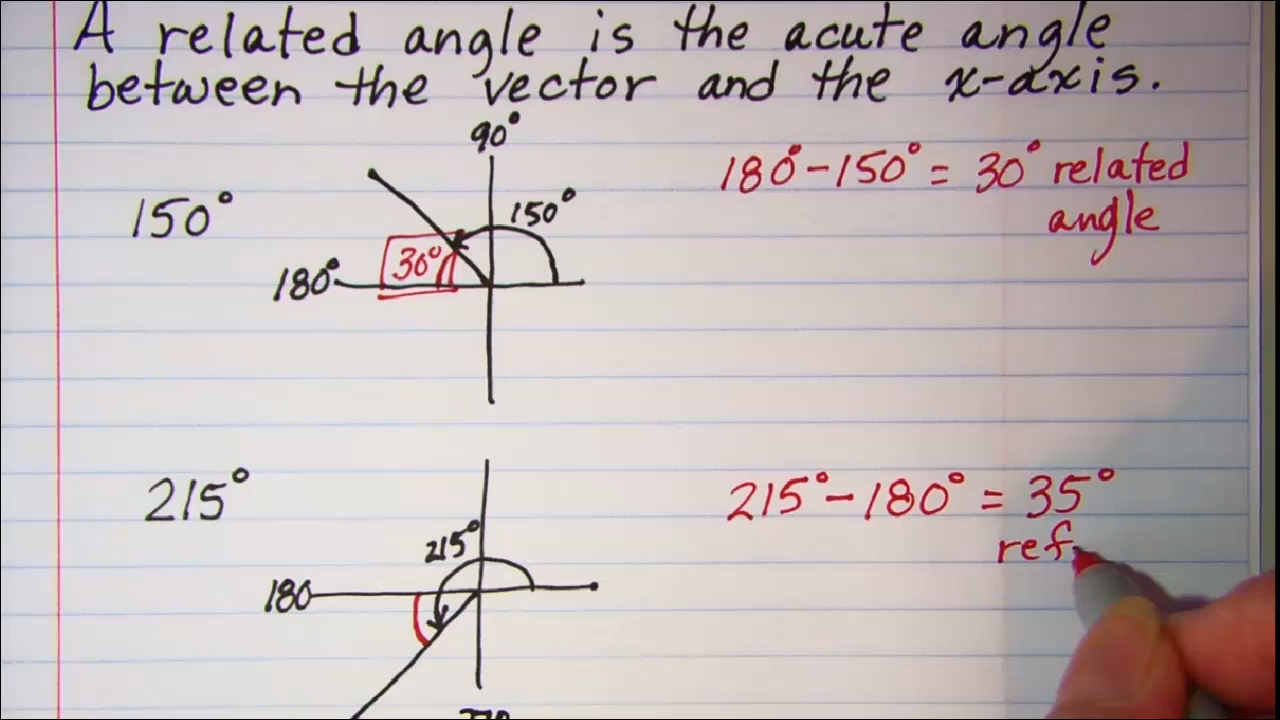 A related angle is the acute angle
between the vector and the x-axis.
90°
180°-150° = 30° related
angle
150°
150°
30°
180°
215°
215°-180° = 35°
ref
215°
180